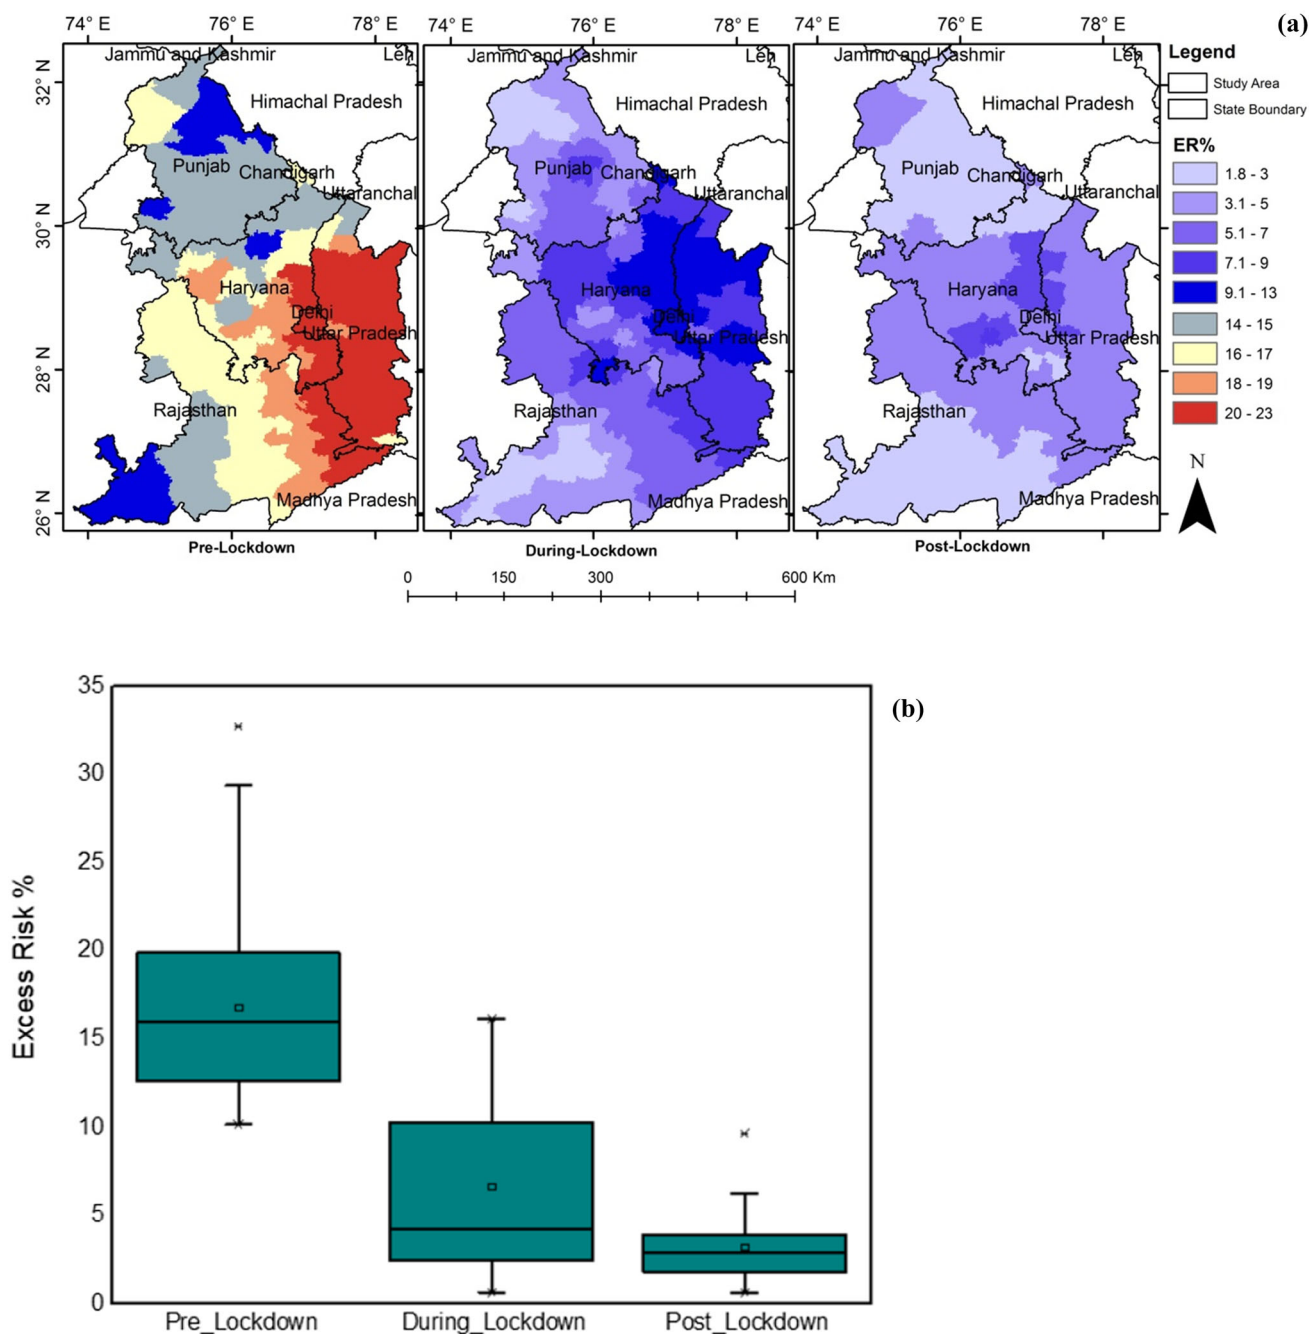 74° E 76° E 78° E 74° E 76° E 78° E 74° E 76° E 78° E (a)
Jammu and Kashmir Leh Jammu and Kashmir Leh Jammu and Kashmir Leh Legend
32° N
Himachal Pradesh Himachal Pradesh Himachal Pradesh
Study Area
State Boundary
Punjab Chandigarh Punjab Chandigarh Punjab Chandigarh
ER%
Uttaranchal Uttaranchal Uttaranchal
1.8 - 3
3.1 - 5
30° N
5.1 - 7
7.1 - 9
Haryana Haryana Haryana
9.1 - 13
Delhi Delhi Delhi
14 - 15
Uttar Pradesh Uttar Pradesh Uttar Pradesh
16 - 17
28° N
18 - 19
Rajasthan Rajasthan Rajasthan
20 - 23
N
Madhya Pradesh Madhya Pradesh Madhya Pradesh
26° N
Pre-Lockdown During-Lockdown Post-Lockdown
0 150 300 600 Km
35
(b)
30
25
20
15
10
5
0
Excess Risk %
Pre_Lockdown During_Lockdown Post_Lockdown